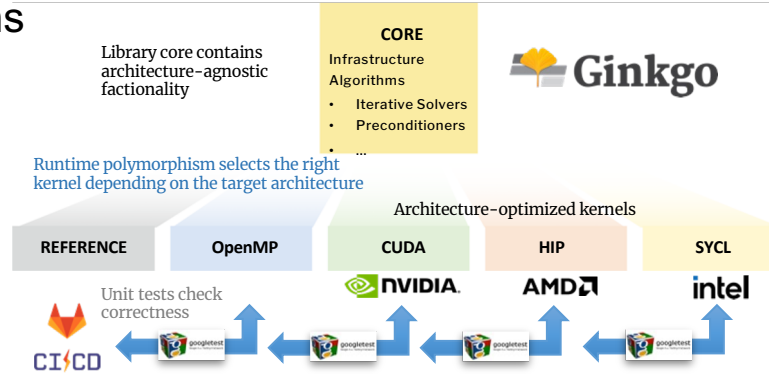 ns
CORE
Infrastructure
Algorithms
• Iterative Solvers
• Preconditioners
• ...
Library core contains
architecture-agnostic
factionality
Ginkgo
Runtime polymorphism selects the right
kernel depending on the target architecture
Architecture-optimized kernels
REFERENCE
OpenMP
CUDA
HIP
SYCL
NVIDIA.
AMD
intel
Unit tests check
correctness
CI/CD
googletest
googletest
googletest
googletest